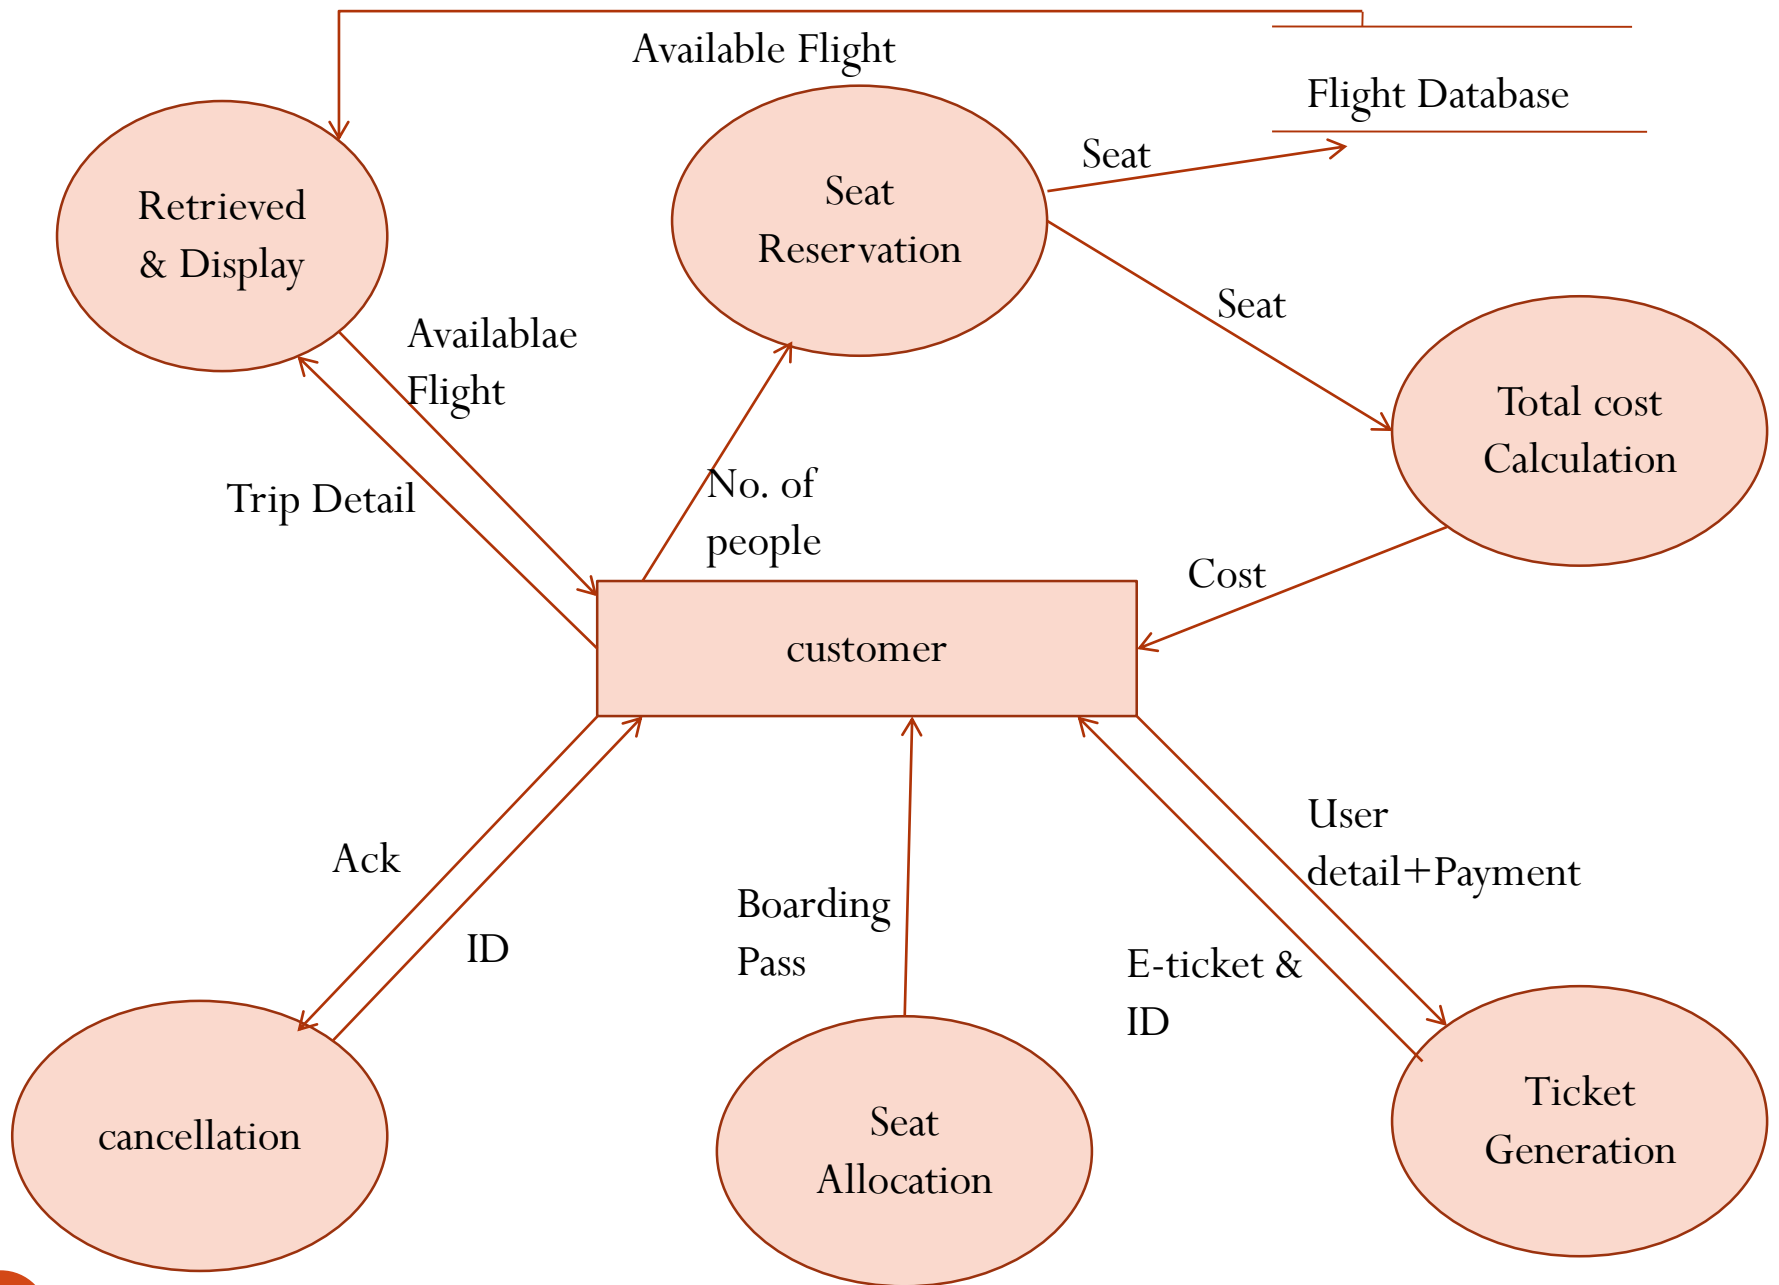 Available Flight
Flight Database
Seat
Retrieved
& Display
Seat
Reservation
Seat
Availablae
Flight
Total cost
Calculation
Trip Detail
No. of
people
Cost
customer
User
detail+Payment
Ack
Boarding
Pass
ID
E-ticket &
ID
cancellation
Seat
Allocation
Ticket
Generation